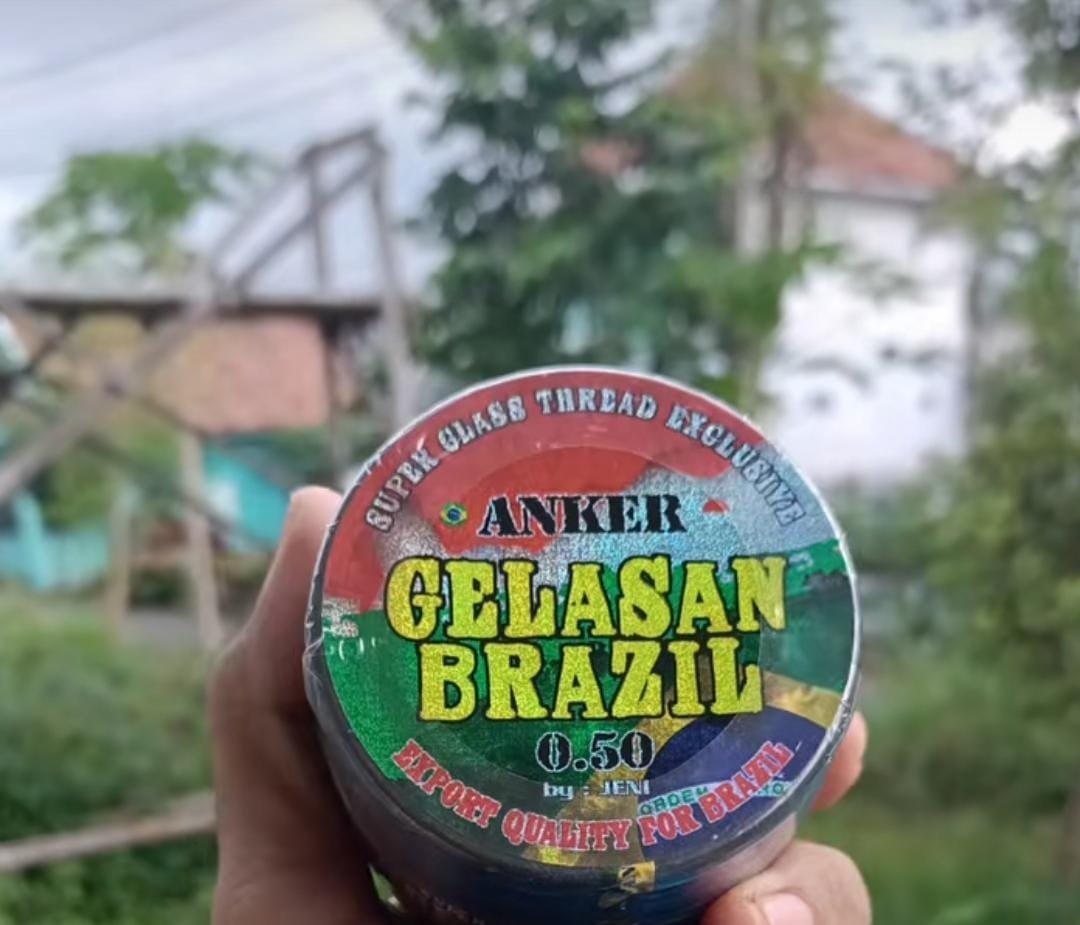 SUPER GLASS THREAD EXCLUSIVE
ANKER
GELASAN
BRAZIL
0.50
by : JENI
EXPORT QUALITY FOR BRAZIL